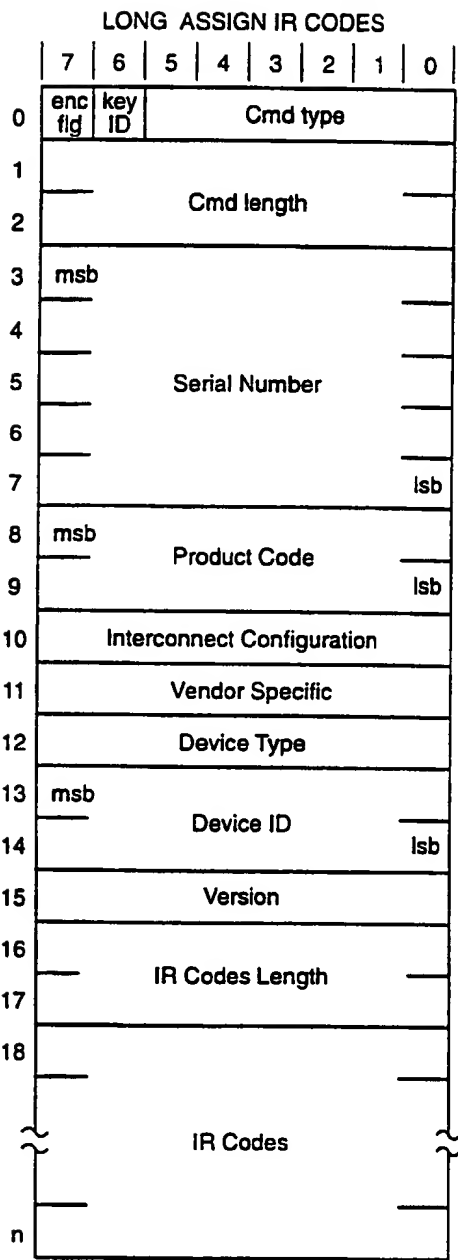 LONG ASSIGN IR CODES
7 6 5 4 3 2 1 0
0 enc flg key ID Cmd type
1
Cmd length
2
3 msb
4
5 Serial Number
6
7 lsb
8 msb
Product Code
9 lsb
10 Interconnect Configuration
11 Vendor Specific
12 Device Type
13 msb
Device ID
14 lsb
15 Version
16
IR Codes Length
17
18
IR Codes
n